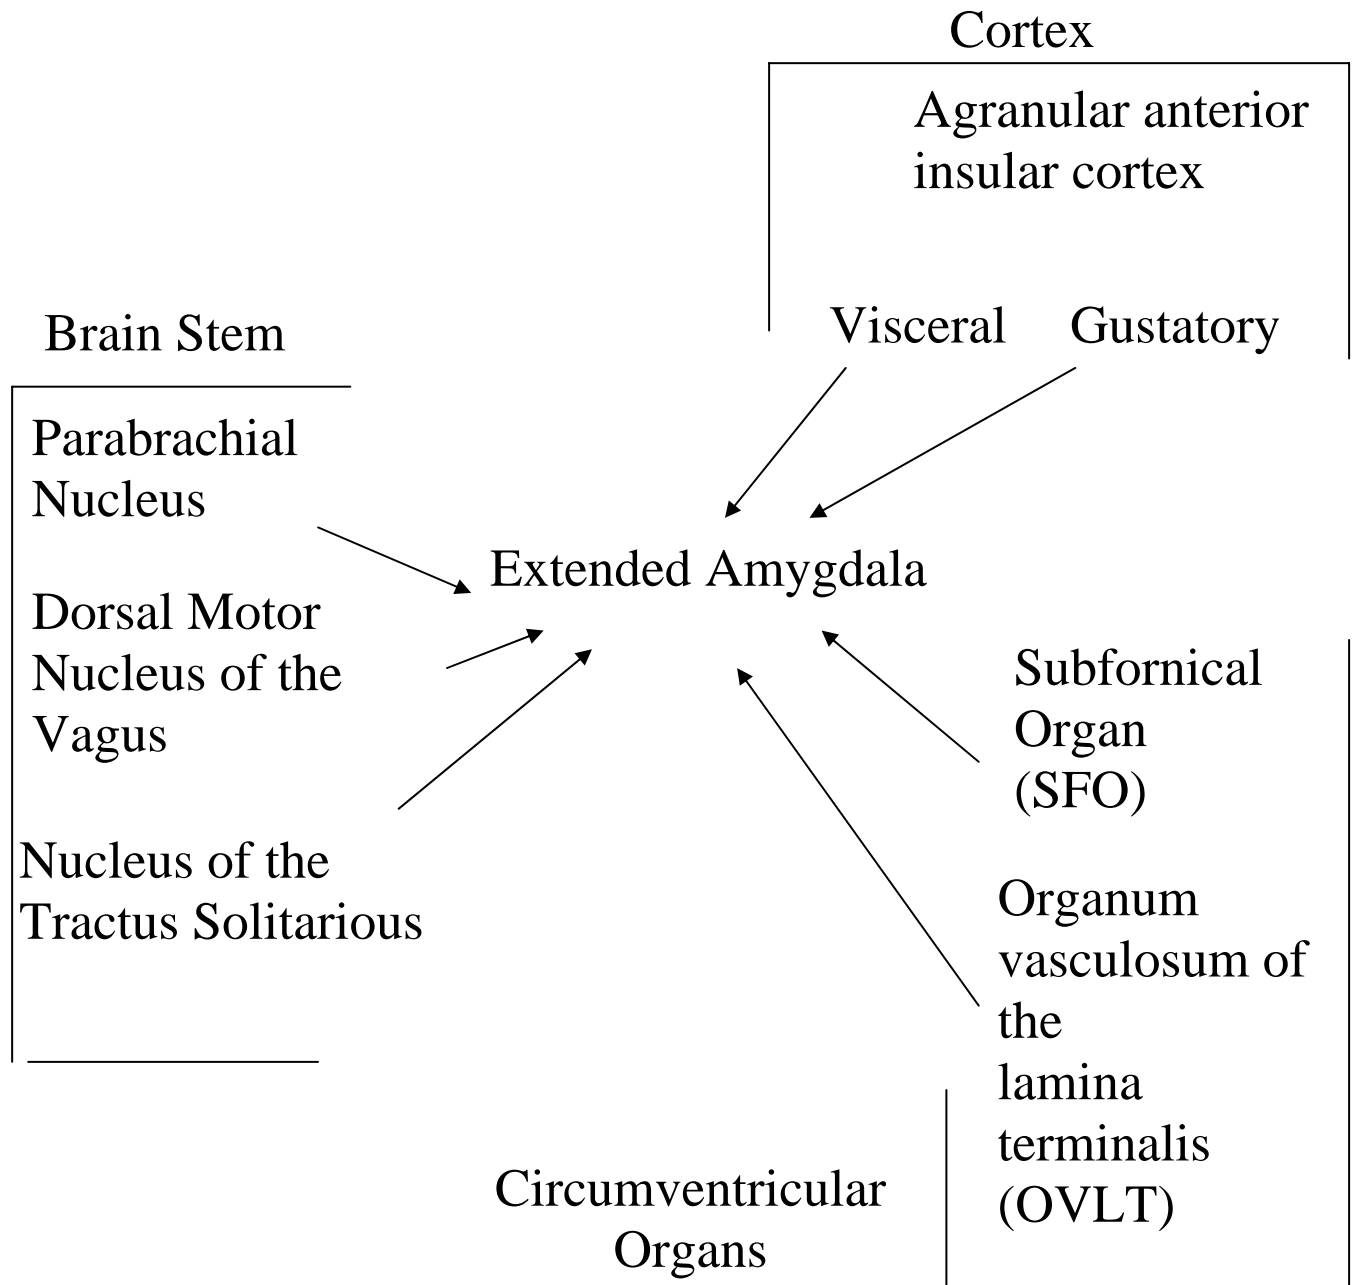 Cortex
Agranular anterior
insular cortex
Visceral
Gustatory
Brain Stem
Parabrachial
Nucleus
Dorsal Motor
Nucleus of the
Vagus
Nucleus of the
Tractus Solitarious
Extended Amygdala
Subfornical
Organ
(SFO)
Organum
vasculosum of
the
lamina
terminalis
(OVLT)
Circumventricular
Organs